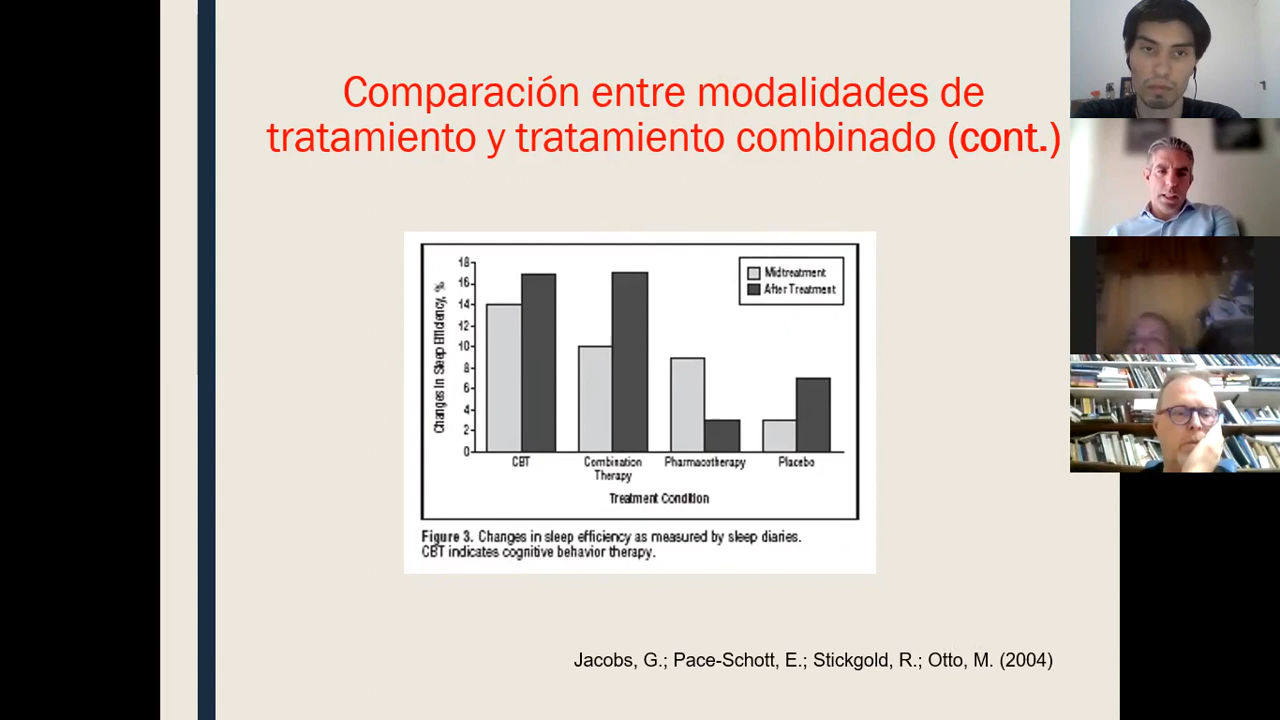 Comparación entre modalidades de
tratamiento y tratamiento combinado (cont.)
18
16
14
12
10
8
6
4
2
0
Changes in Sleep Efficiency, %
Midtreatment
After Treatment
CBT
Combination
Therapy
Pharmacotherapy
Placebo
Treatment Condition
Figure 3. Changes in sleep efficiency as measured by sleep diaries.
CBT indicates cognitive behavior therapy.
Jacobs, G.; Pace-Schott, E.; Stickgold, R.; Otto, M. (2004)